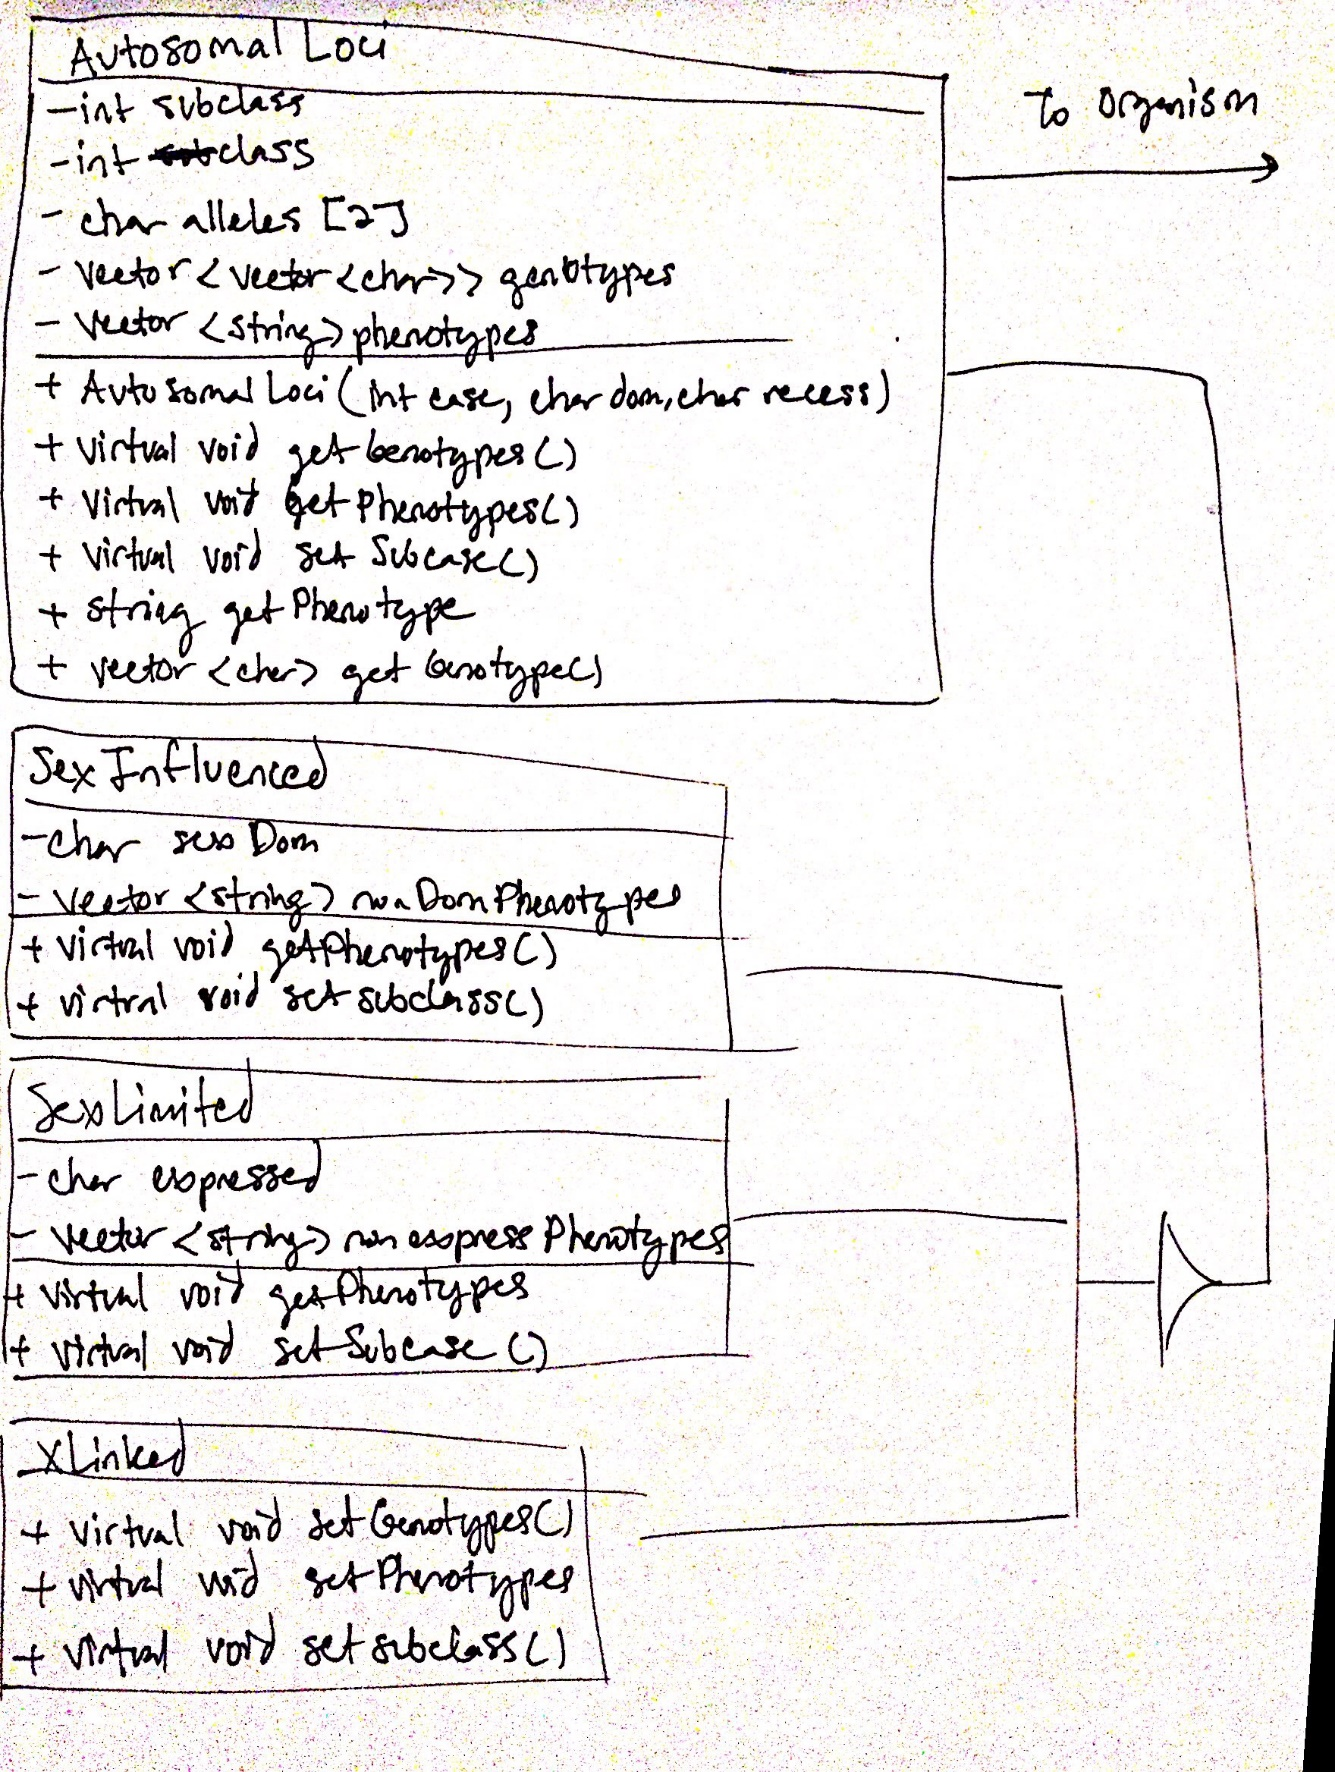 Autosomal Loci
- int subclass
- int class
- char alleles [2]
- vector <vector <char>> genotypes
- vector <string> phenotypes
+ Autosomal Loci (int case, char dom, char recess)
+ virtual void getGenotypes()
+ virtual void getPhenotypes()
+ virtual void setSubcase()
+ string getPhenotype
+ vector <char> getGenotype()
To Organism
Sex Influenced
- char sexDom
- vector <string> nonDomPhenotypes
+ virtual void getPhenotypes()
+ virtual void setsubclass()
SexLimited
- char expressed
- vector <string> nonexpressPhenotypes
+ virtual void getPhenotypes
+ virtual void setSubcase()
XLinked
+ virtual void setGenotypes()
+ virtual void setPhenotypes
+ virtual void setsubclass()